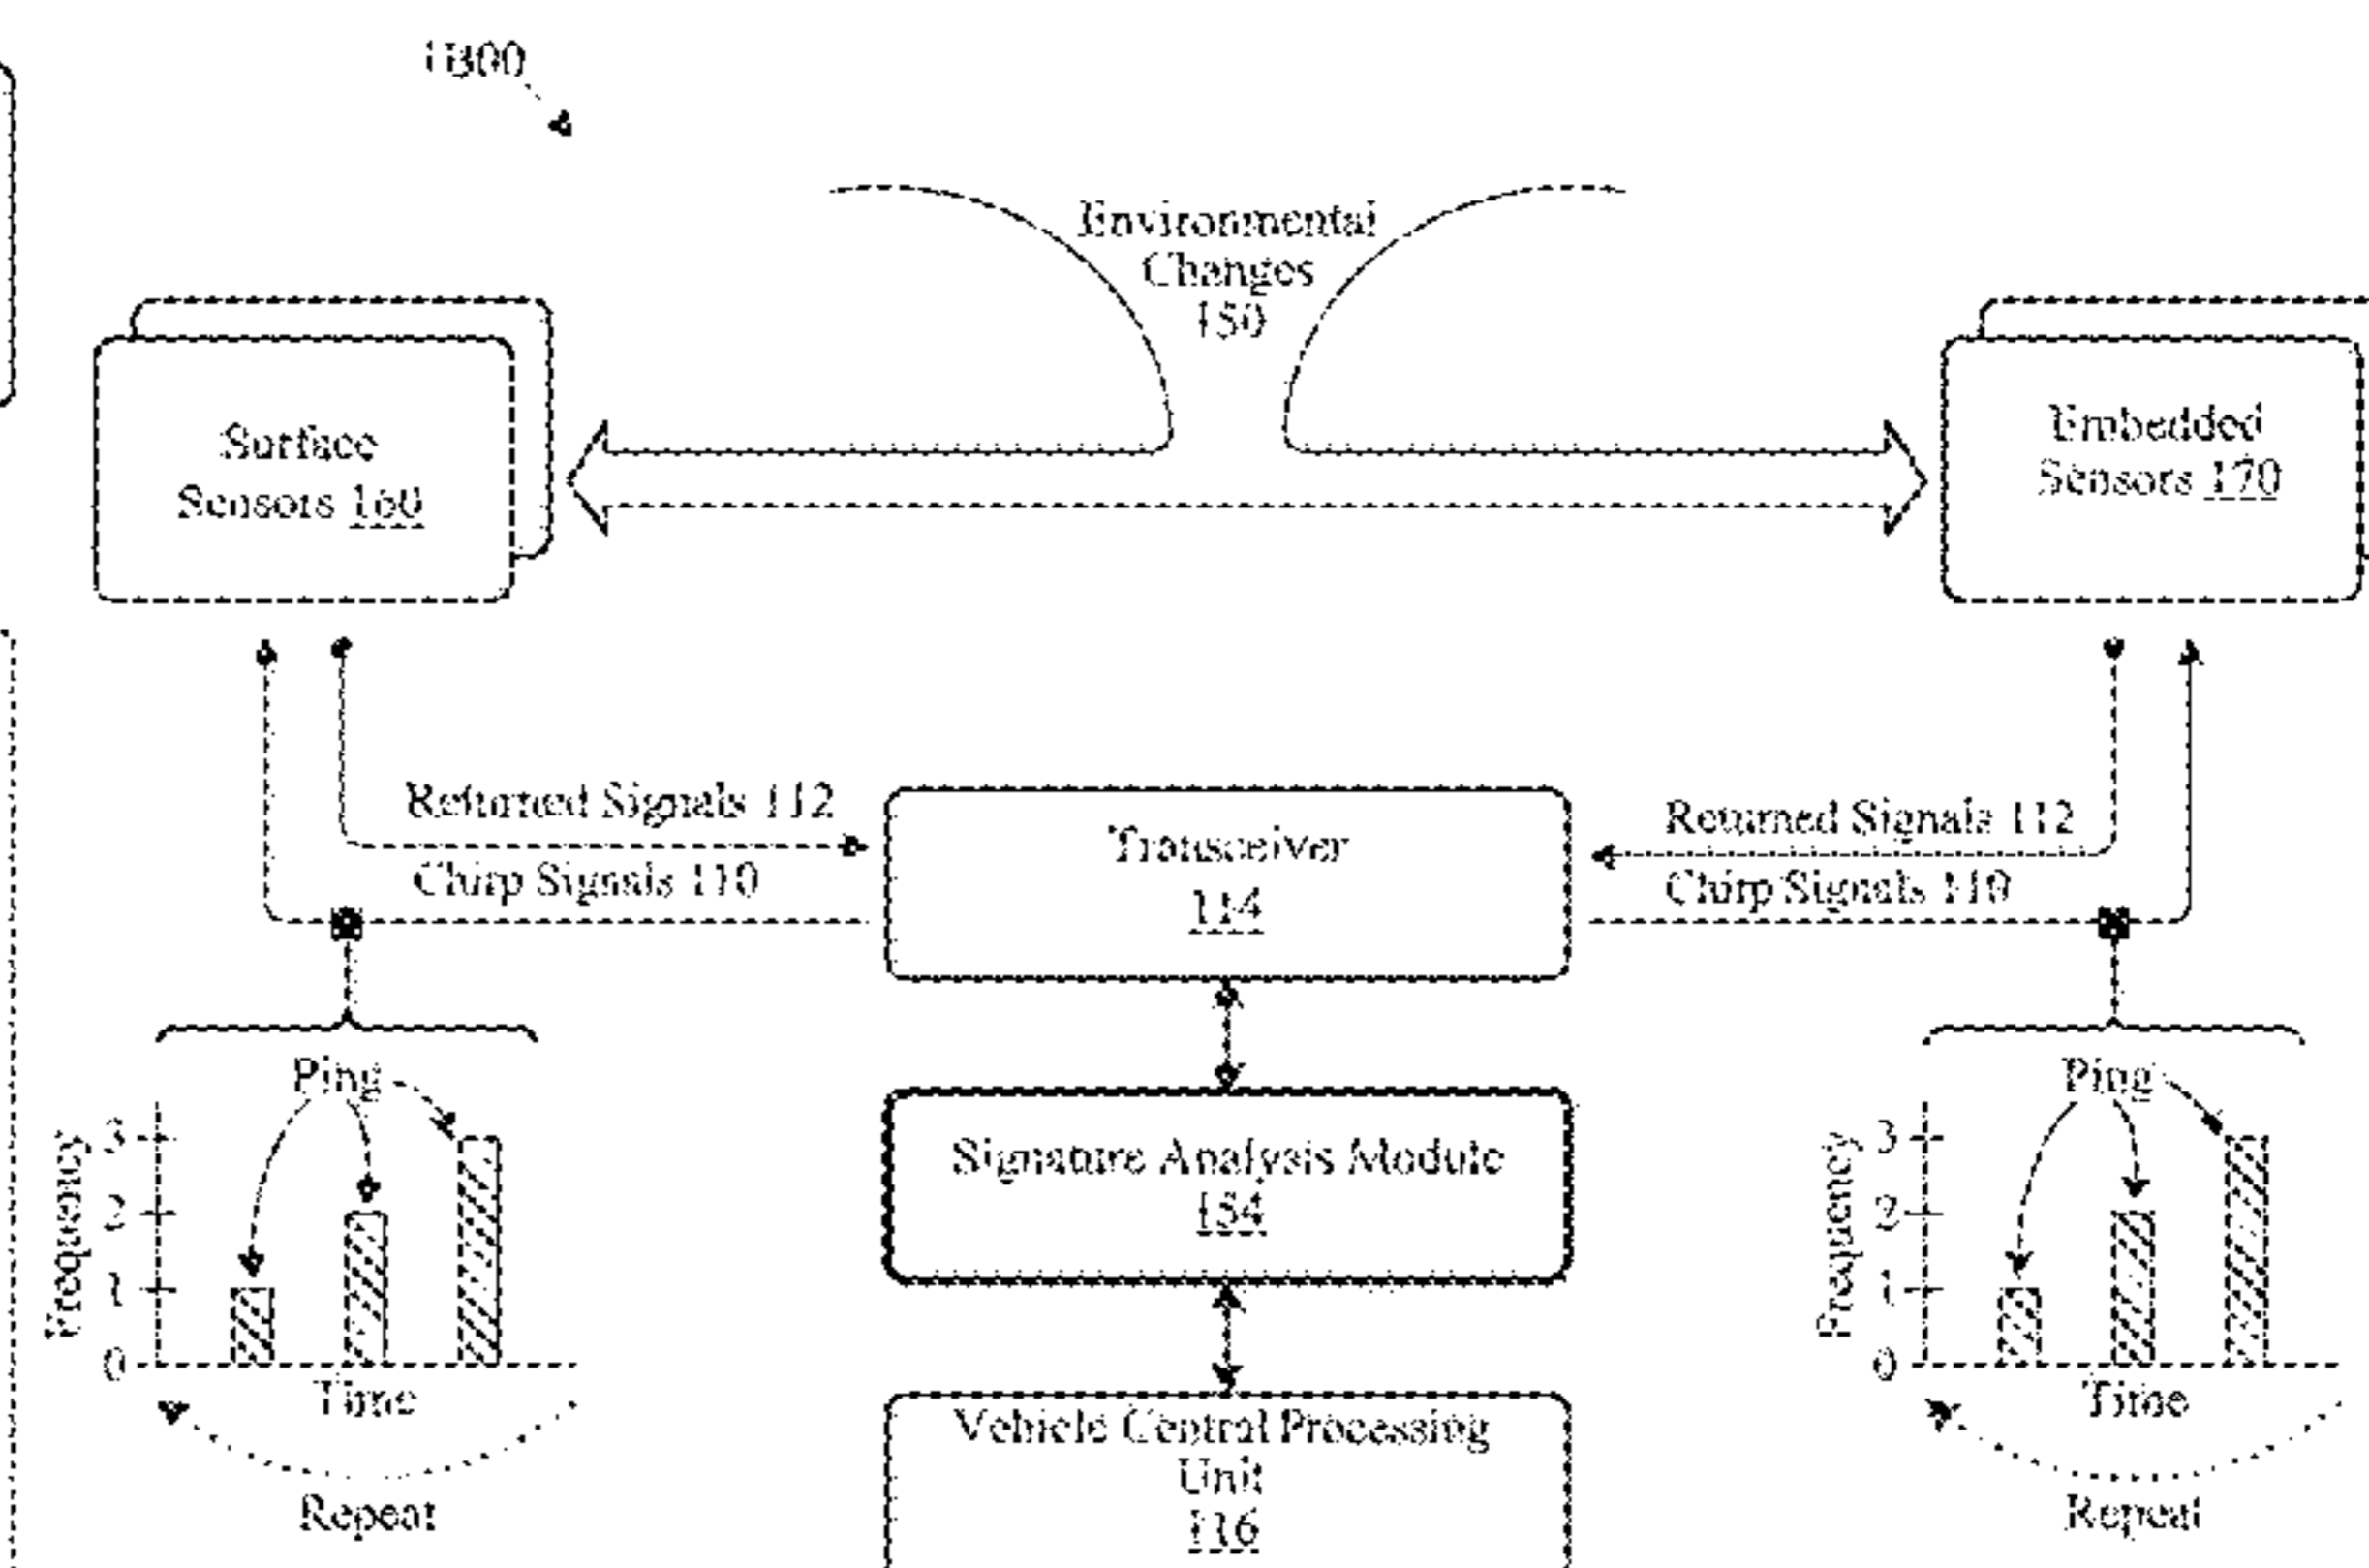 1B00
Environmental
Changes
150
Surface
Sensors 160
Embedded
Sensors 170
Returned Signals 112
Chirp Signals 110
Transceiver
114
Returned Signals 112
Chirp Signals 110
Ping
Frequency
3
2
1
0
Time
Repeat
Signature Analysis Module
154
Vehicle Central Processing
Unit
116
Ping
Frequency
3
2
1
0
Time
Repeat